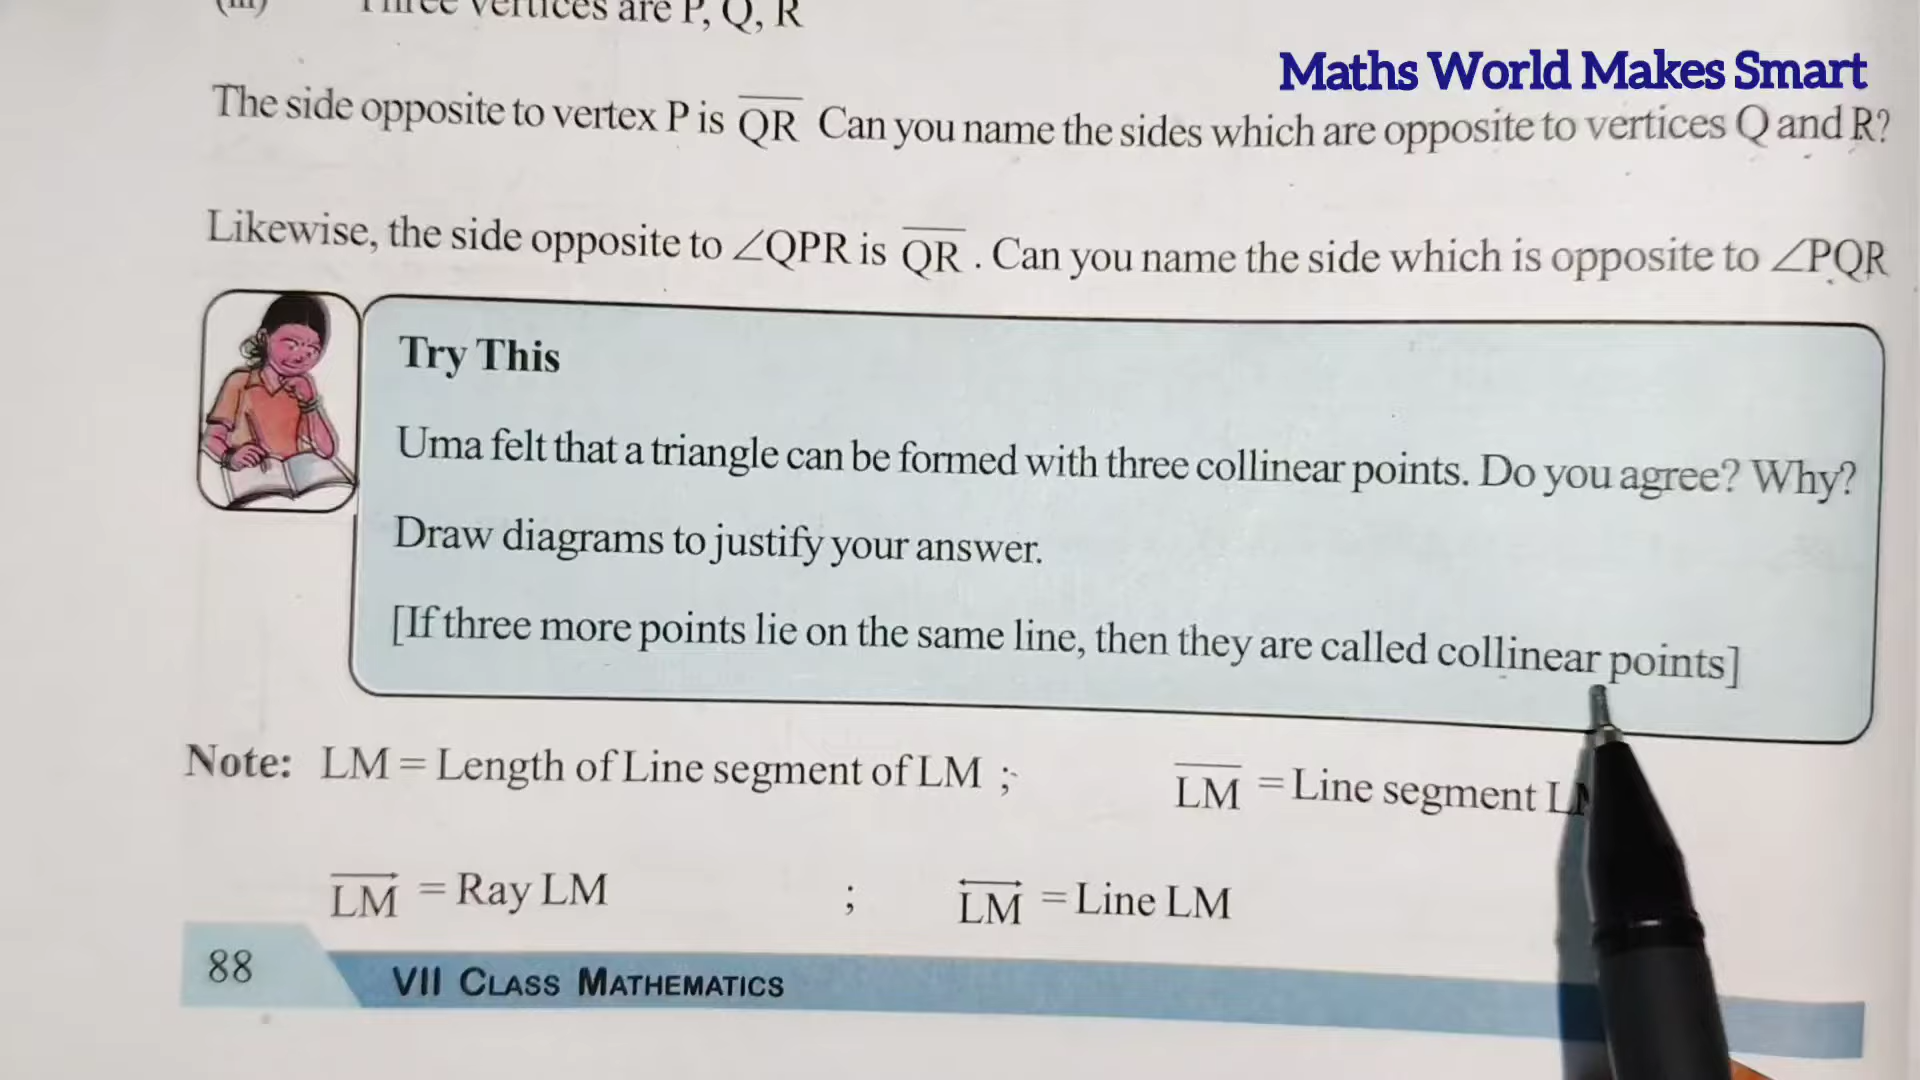 (iii) Three vertices are P, Q, R
Maths World Makes Smart
The side opposite to vertex P is QR Can you name the sides which are opposite to vertices Q and R?
Likewise, the side opposite to ∠QPR is QR . Can you name the side which is opposite to ∠PQR
Try This
Uma felt that a triangle can be formed with three collinear points. Do you agree? Why?
Draw diagrams to justify your answer.
[If three more points lie on the same line, then they are called collinear points]
Note: LM = Length of Line segment of LM ; LM = Line segment LM
LM = Ray LM ; LM = Line LM
88 VII CLASS MATHEMATICS